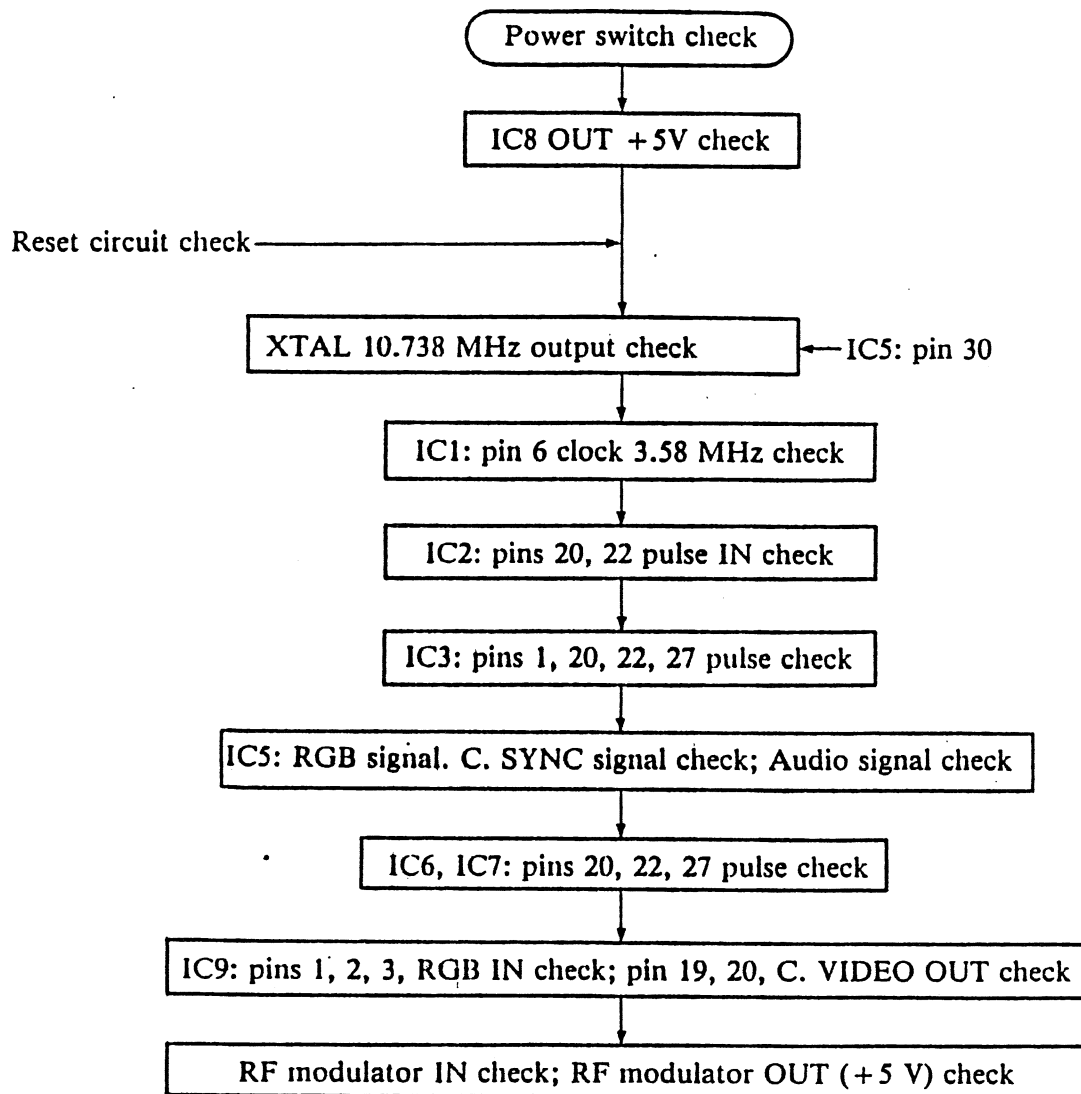 Power switch check
IC8 OUT +5V check
Reset circuit check
XTAL 10.738 MHz output check
IC5: pin 30
IC1: pin 6 clock 3.58 MHz check
IC2: pins 20, 22 pulse IN check
IC3: pins 1, 20, 22, 27 pulse check
IC5: RGB signal. C. SYNC signal check; Audio signal check
IC6, IC7: pins 20, 22, 27 pulse check
IC9: pins 1, 2, 3, RGB IN check; pin 19, 20, C. VIDEO OUT check
RF modulator IN check; RF modulator OUT (+5 V) check